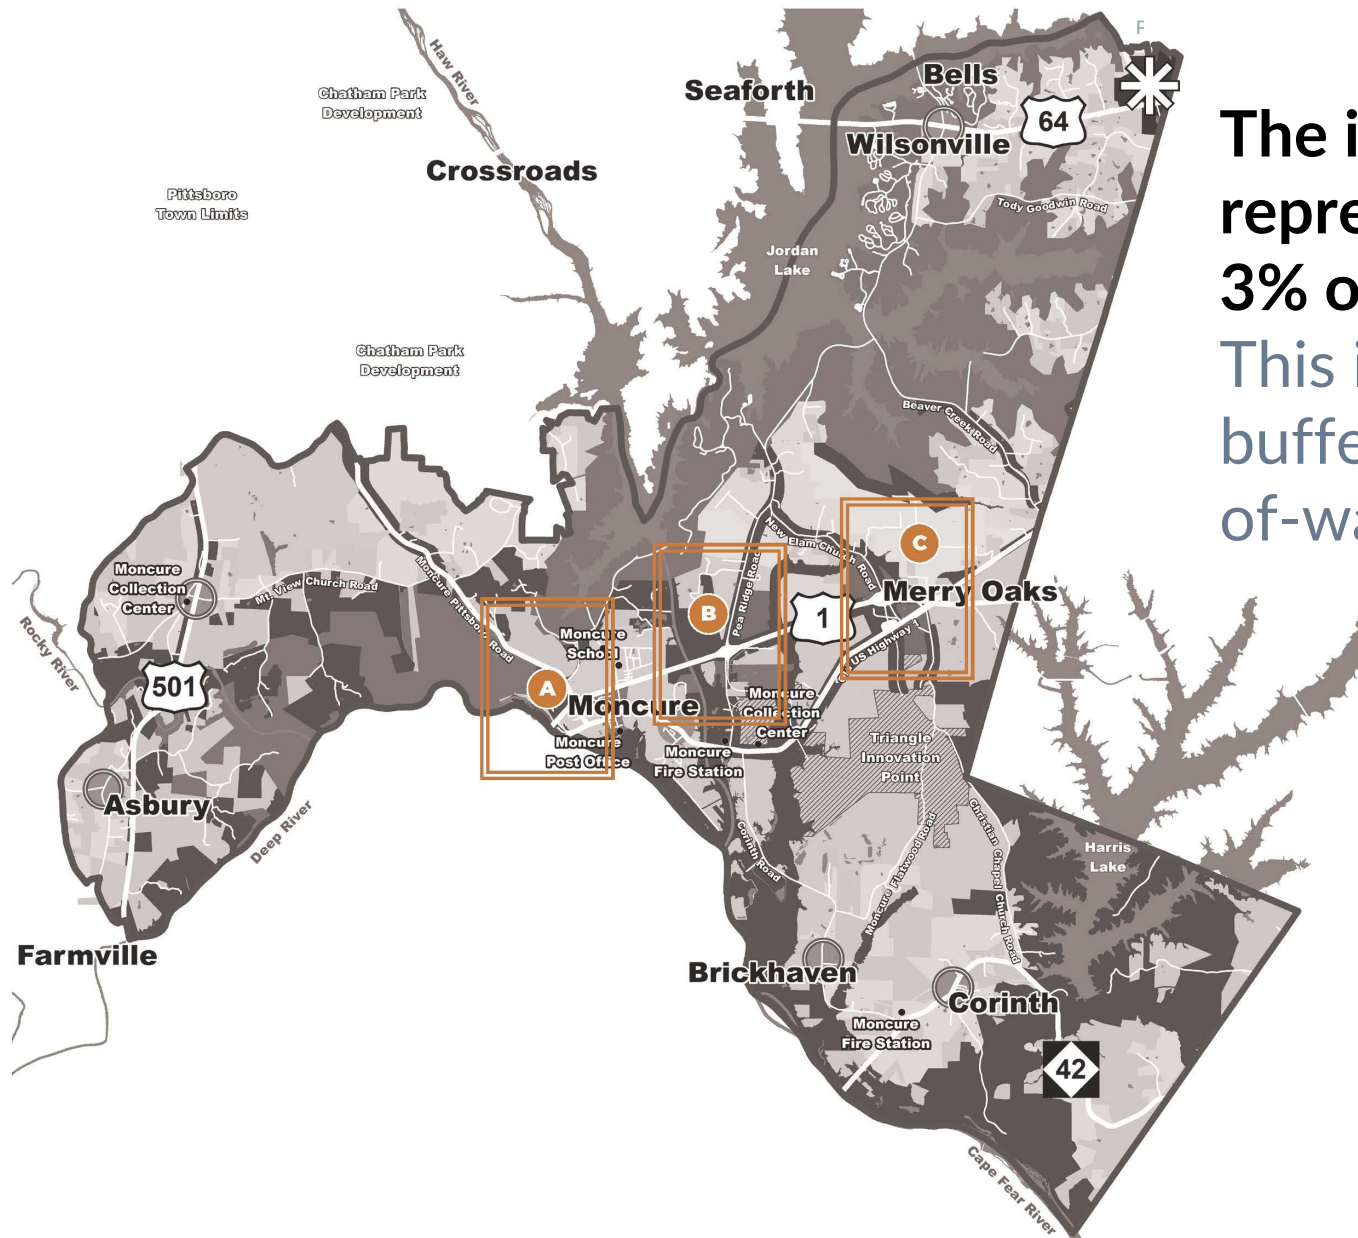 F
Haw River
Chatham Park
Development
Seaforth
Bells
64
Wilsonville
Crossroads
Pittsboro
Town Limits
Tody Goodwin Road
Jordan
Lake
The i
repre
3% o
This i
buffe
of-wa
Chatham Park
Development
Beaver Creek Road
New Elam Church Road
C
Moncure
Collection
Center
Mt. View Church Road
Moncure Pittsboro Road
Pea Ridge Road
B
1
Merry Oaks
US Highway 1
Rocky River
501
Moncure
School
A
Moncure
Moncure
Collection
Center
Moncure
Post Office
Moncure
Fire Station
Triangle
Innovation
Point
Asbury
Deep River
Corinth Road
Moncure Flatwood Road
Christian Chapel Church Road
Harris
Lake
Farmville
Brickhaven
Corinth
Moncure
Fire Station
42
Cape Fear River